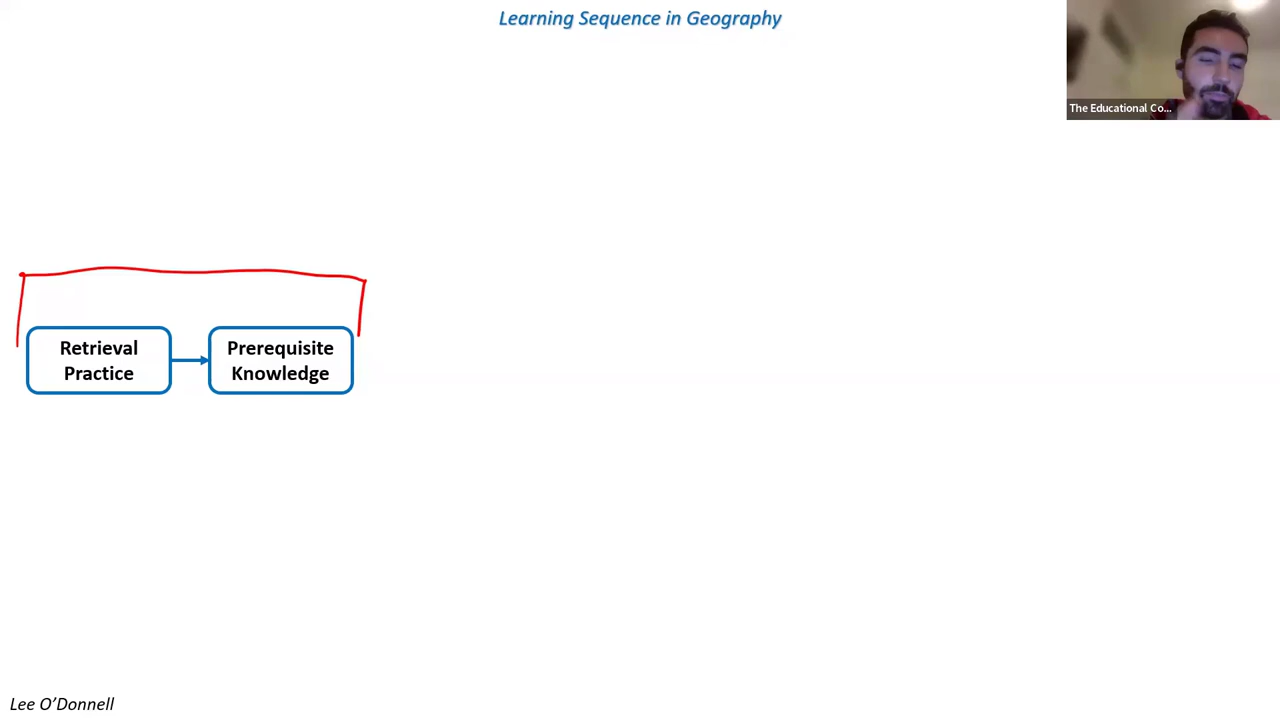 Learning Sequence in Geography
The Educational Co...
Retrieval
Practice
Prerequisite
Knowledge
Lee O'Donnell